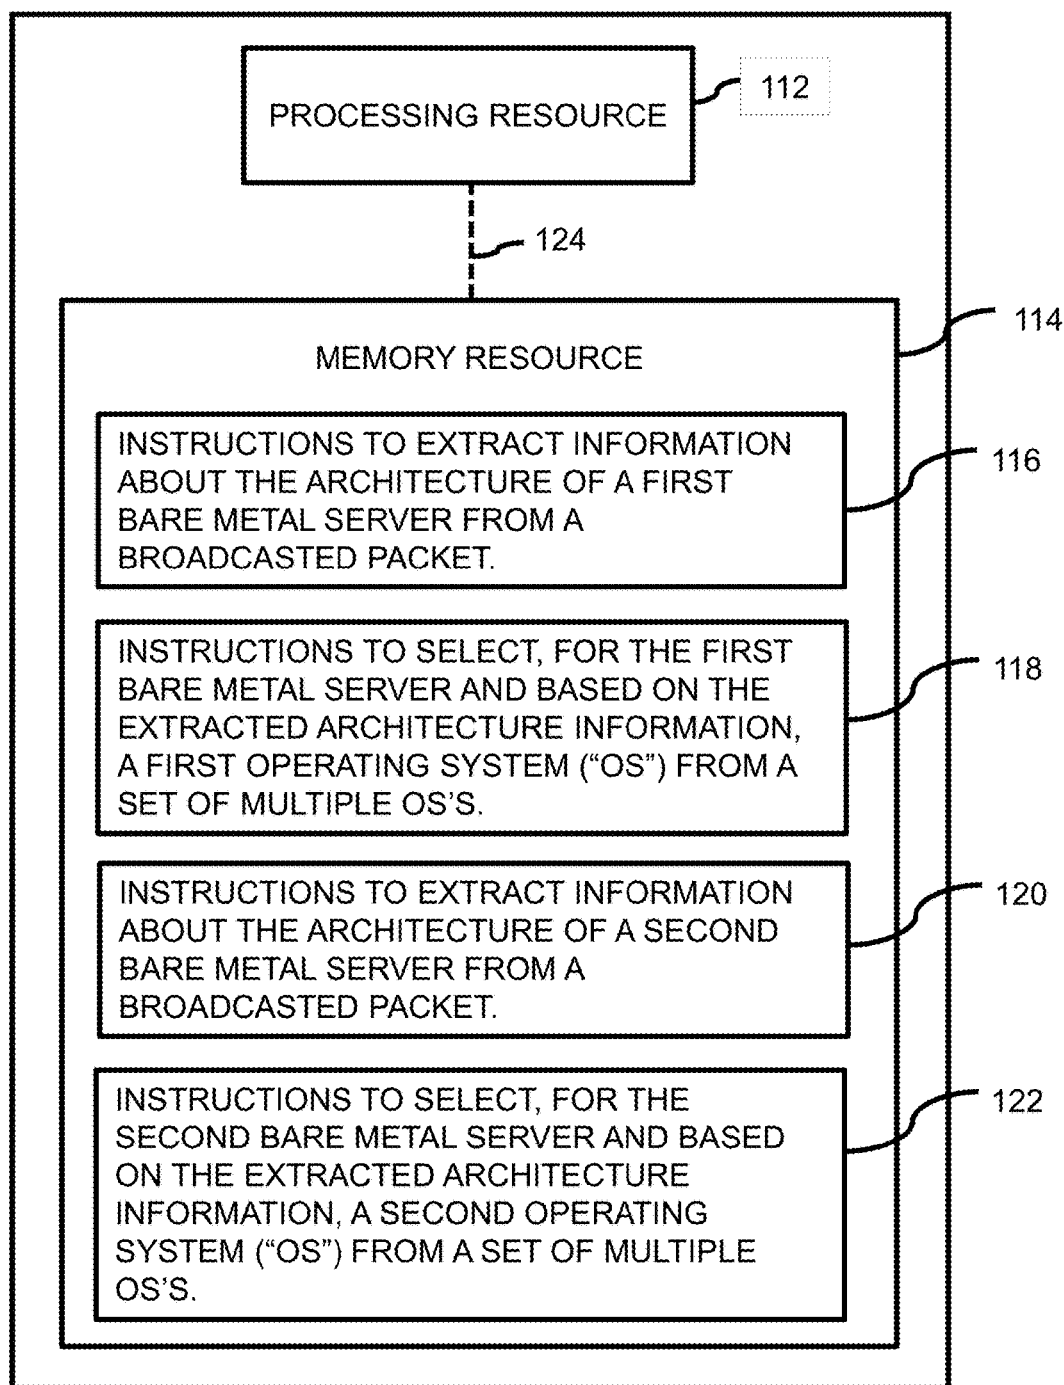 PROCESSING RESOURCE
112
124
114
MEMORY RESOURCE
INSTRUCTIONS TO EXTRACT INFORMATION
ABOUT THE ARCHITECTURE OF A FIRST
BARE METAL SERVER FROM A
BROADCASTED PACKET.
116
INSTRUCTIONS TO SELECT, FOR THE FIRST
BARE METAL SERVER AND BASED ON THE
EXTRACTED ARCHITECTURE INFORMATION,
A FIRST OPERATING SYSTEM (“OS”) FROM A
SET OF MULTIPLE OS’S.
118
INSTRUCTIONS TO EXTRACT INFORMATION
ABOUT THE ARCHITECTURE OF A SECOND
BARE METAL SERVER FROM A
BROADCASTED PACKET.
120
INSTRUCTIONS TO SELECT, FOR THE
SECOND BARE METAL SERVER AND BASED
ON THE EXTRACTED ARCHITECTURE
INFORMATION, A SECOND OPERATING
SYSTEM (“OS”) FROM A SET OF MULTIPLE
OS’S.
122